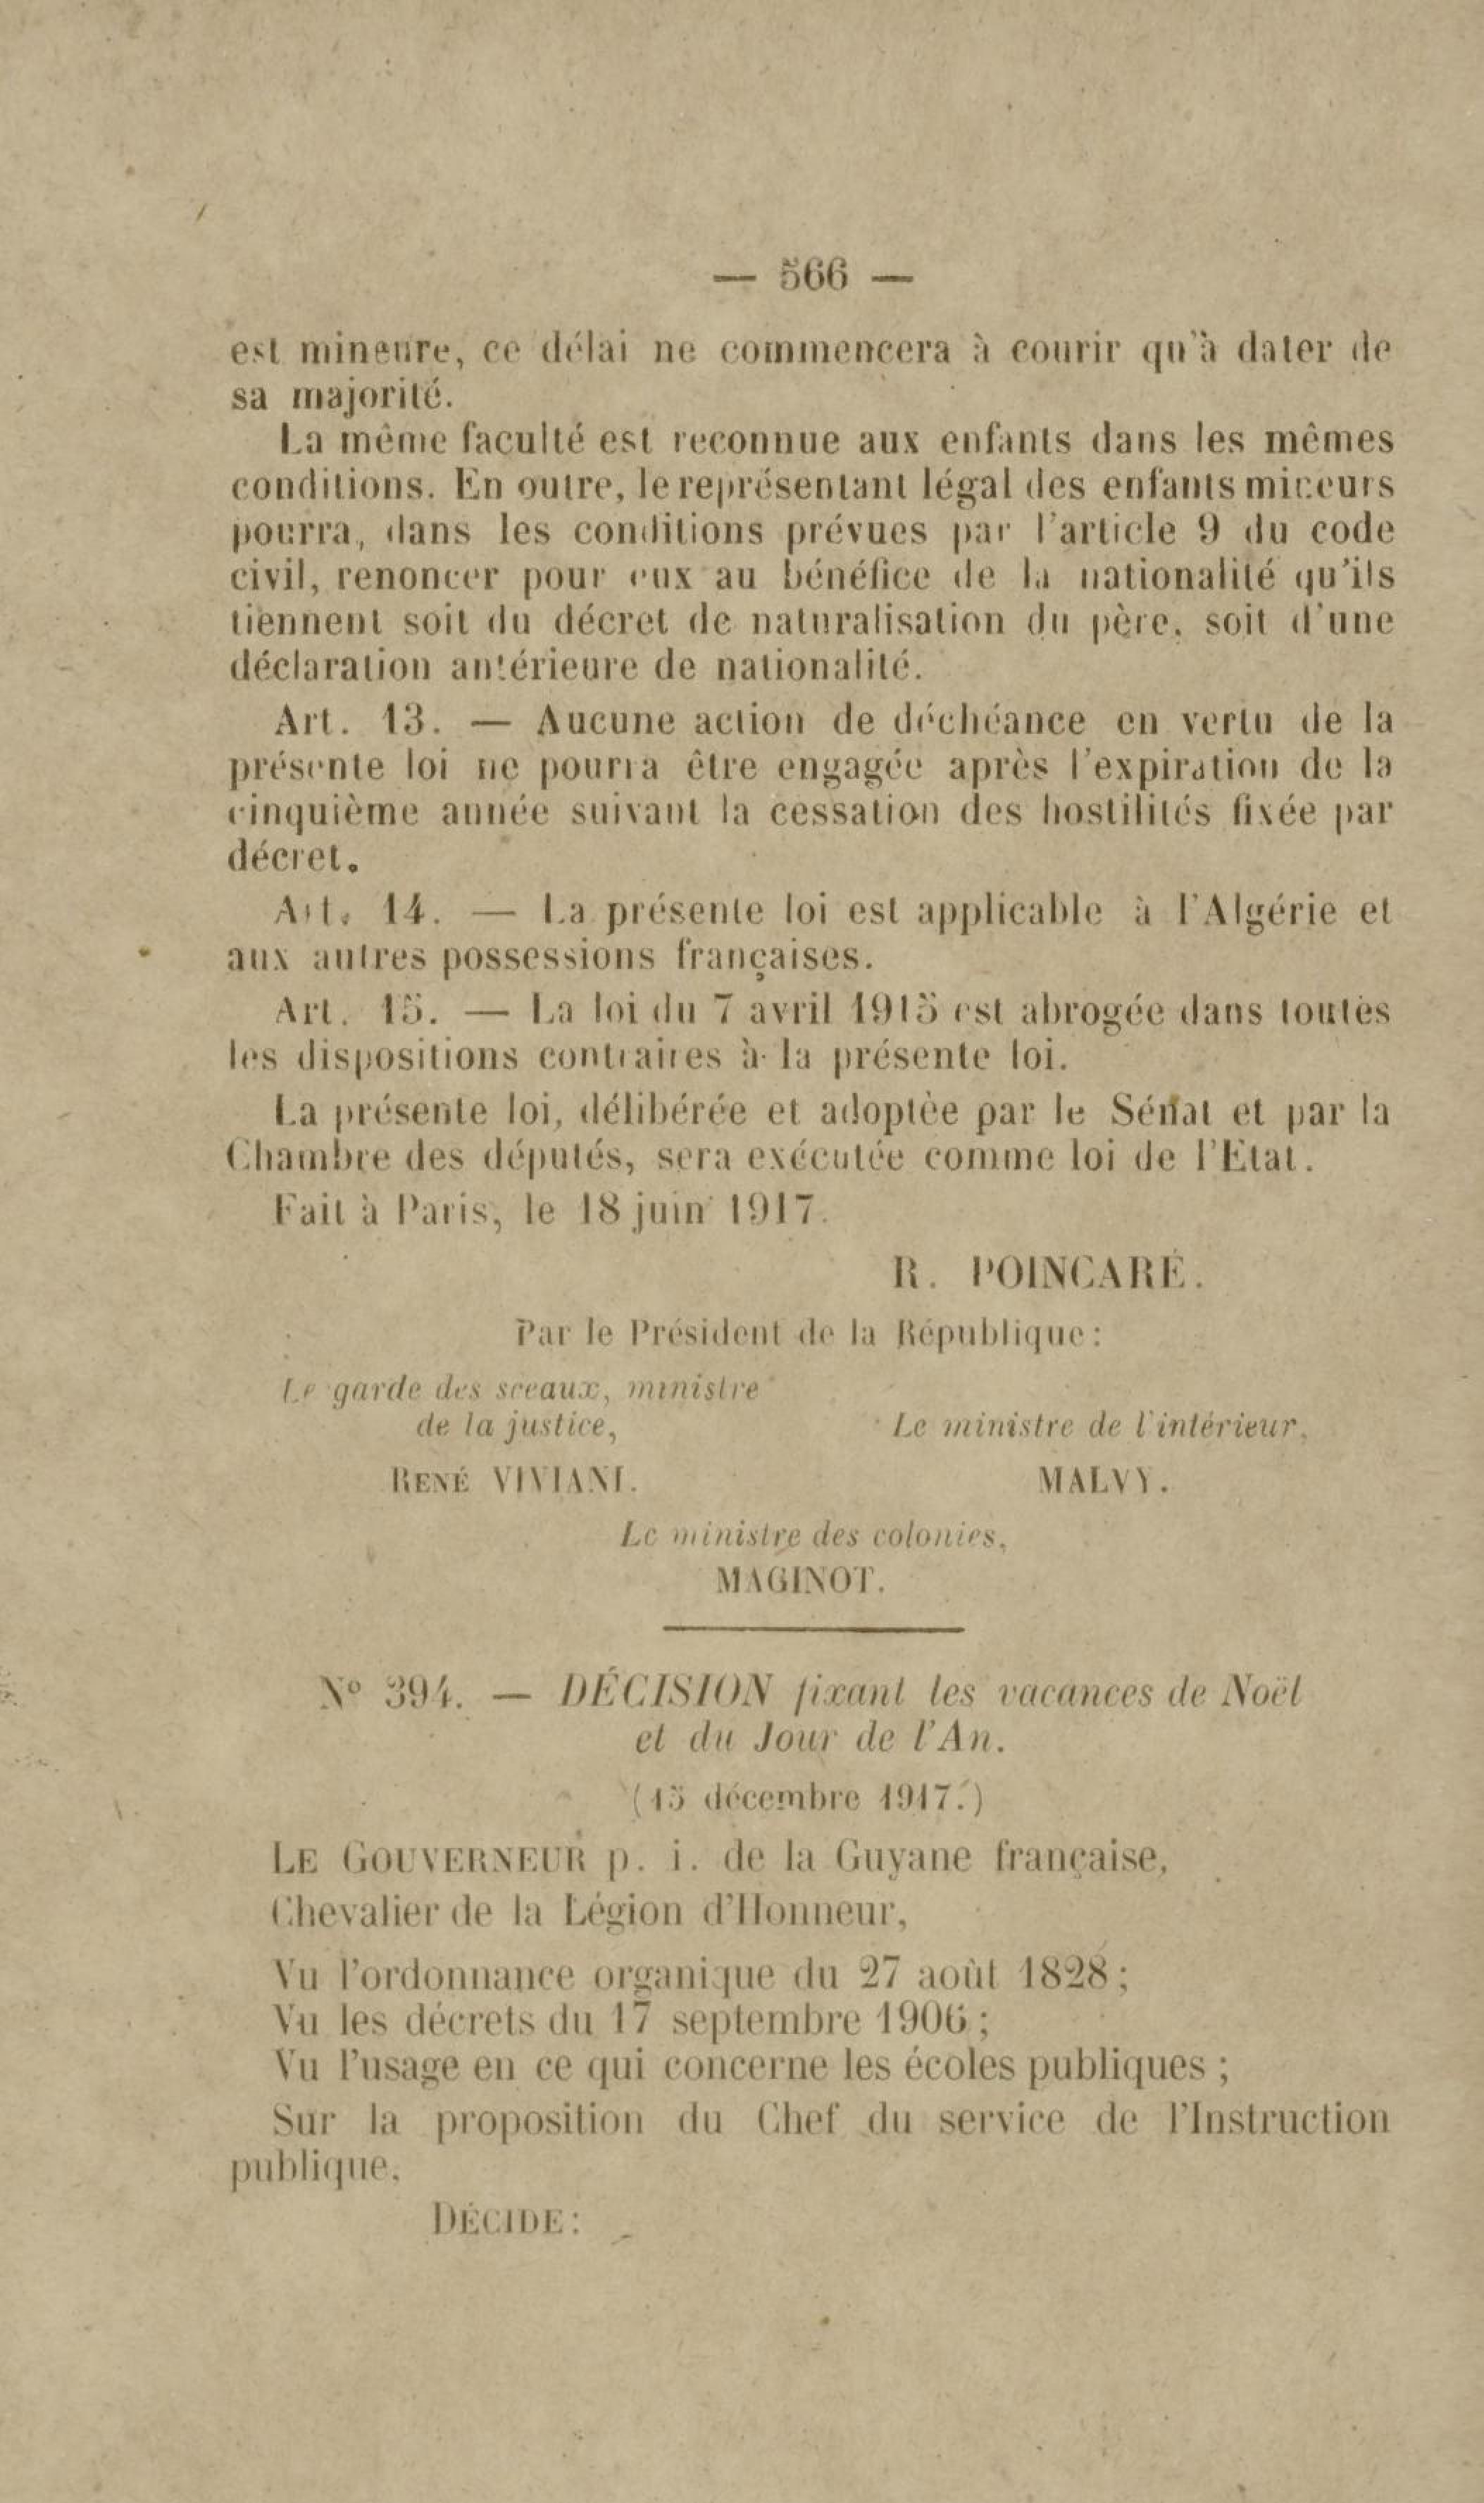 — 566 —
est mineure, ce délai ne commencera à courir qu'à dater de
sa majorité.
La même faculté est reconnue aux enfants dans les mêmes
conditions. En outre, le représentant légal des enfants mineurs
pourra, dans les conditions prévues par l'article 9 du code
civil, renoncer pour eux au bénéfice de la nationalité qu'ils
tiennent soit du décret de naturalisation du père, soit d'une
déclaration antérieure de nationalité.
Art. 13. — Aucune action de déchéance en vertu de la
présente loi ne pourra être engagée après l'expiration de la
cinquième année suivant la cessation des hostilités fixée par
décret.
Art. 14. — La présente loi est applicable à l'Algérie et
aux autres possessions françaises.
Art. 15. — La loi du 7 avril 1915 est abrogée dans toutes
les dispositions contraires à la présente loi.
La présente loi, délibérée et adoptèe par le Sénat et par la
Chambre des députés, sera exécutée comme loi de l'Etat.
Fait à Paris, le 18 juin 1917.
R. POINCARÉ.
Par le Président de la République:
Le garde des sceaux, ministre
de la justice,
Le ministre de l'intérieur,
RENÉ VIVIANI.
MALVY.
Le ministre des colonies,
MAGINOT.
N° 394. — DÉCISION fixant les vacances de Noël
et du Jour de l'An.
(15 décembre 1917.)
LE GOUVERNEUR p. i. de la Guyane française,
Chevalier de la Légion d'Honneur,
Vu l'ordonnance organique du 27 août 1828;
Vu les décrets du 17 septembre 1906;
Vu l'usage en ce qui concerne les écoles publiques;
Sur la proposition du Chef du service de l'Instruction
publique,
DÉCIDE: